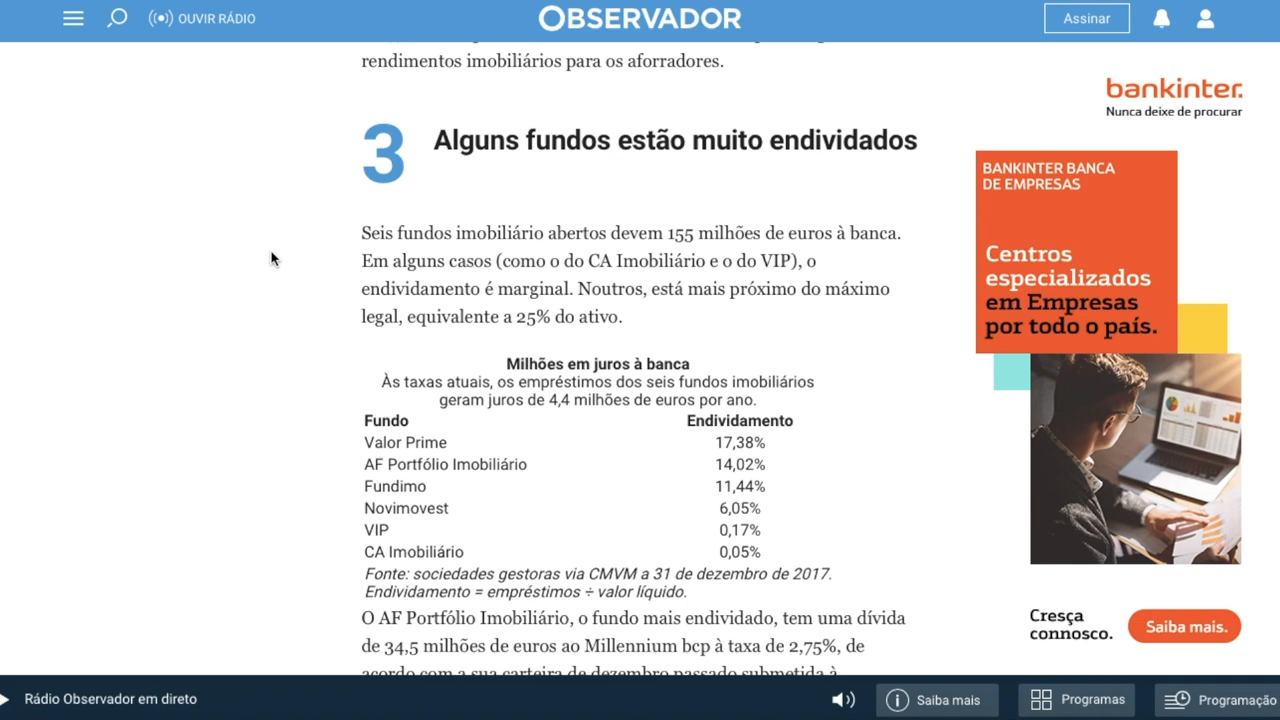 OUVIR RÁDIO
OBSERVADOR
Assinar
rendimentos imobiliários para os aforradores.
3
Alguns fundos estão muito endividados
Seis fundos imobiliário abertos devem 155 milhões de euros à banca.
Em alguns casos (como o do CA Imobiliário e o do VIP), o
endividamento é marginal. Noutros, está mais próximo do máximo
legal, equivalente a 25% do ativo.
Milhões em juros à banca
Às taxas atuais, os empréstimos dos seis fundos imobiliários
geram juros de 4,4 milhões de euros por ano.
Fundo Endividamento
Valor Prime 17,38%
AF Portfólio Imobiliário 14,02%
Fundimo 11,44%
Novimovest 6,05%
VIP 0,17%
CA Imobiliário 0,05%
Fonte: sociedades gestoras via CMVM a 31 de dezembro de 2017.
Endividamento = empréstimos ÷ valor líquido.
O AF Portfólio Imobiliário, o fundo mais endividado, tem uma dívida
de 34,5 milhões de euros ao Millennium bcp à taxa de 2,75%, de
acordo com a sua carteira de dezembro passado submetida à
bankinter.
Nunca deixe de procurar
BANKINTER BANCA
DE EMPRESAS
Centros
especializados
em Empresas
por todo o país.
Cresça
connosco.
Saiba mais.
Rádio Observador em direto
Saiba mais
Programas
Programação